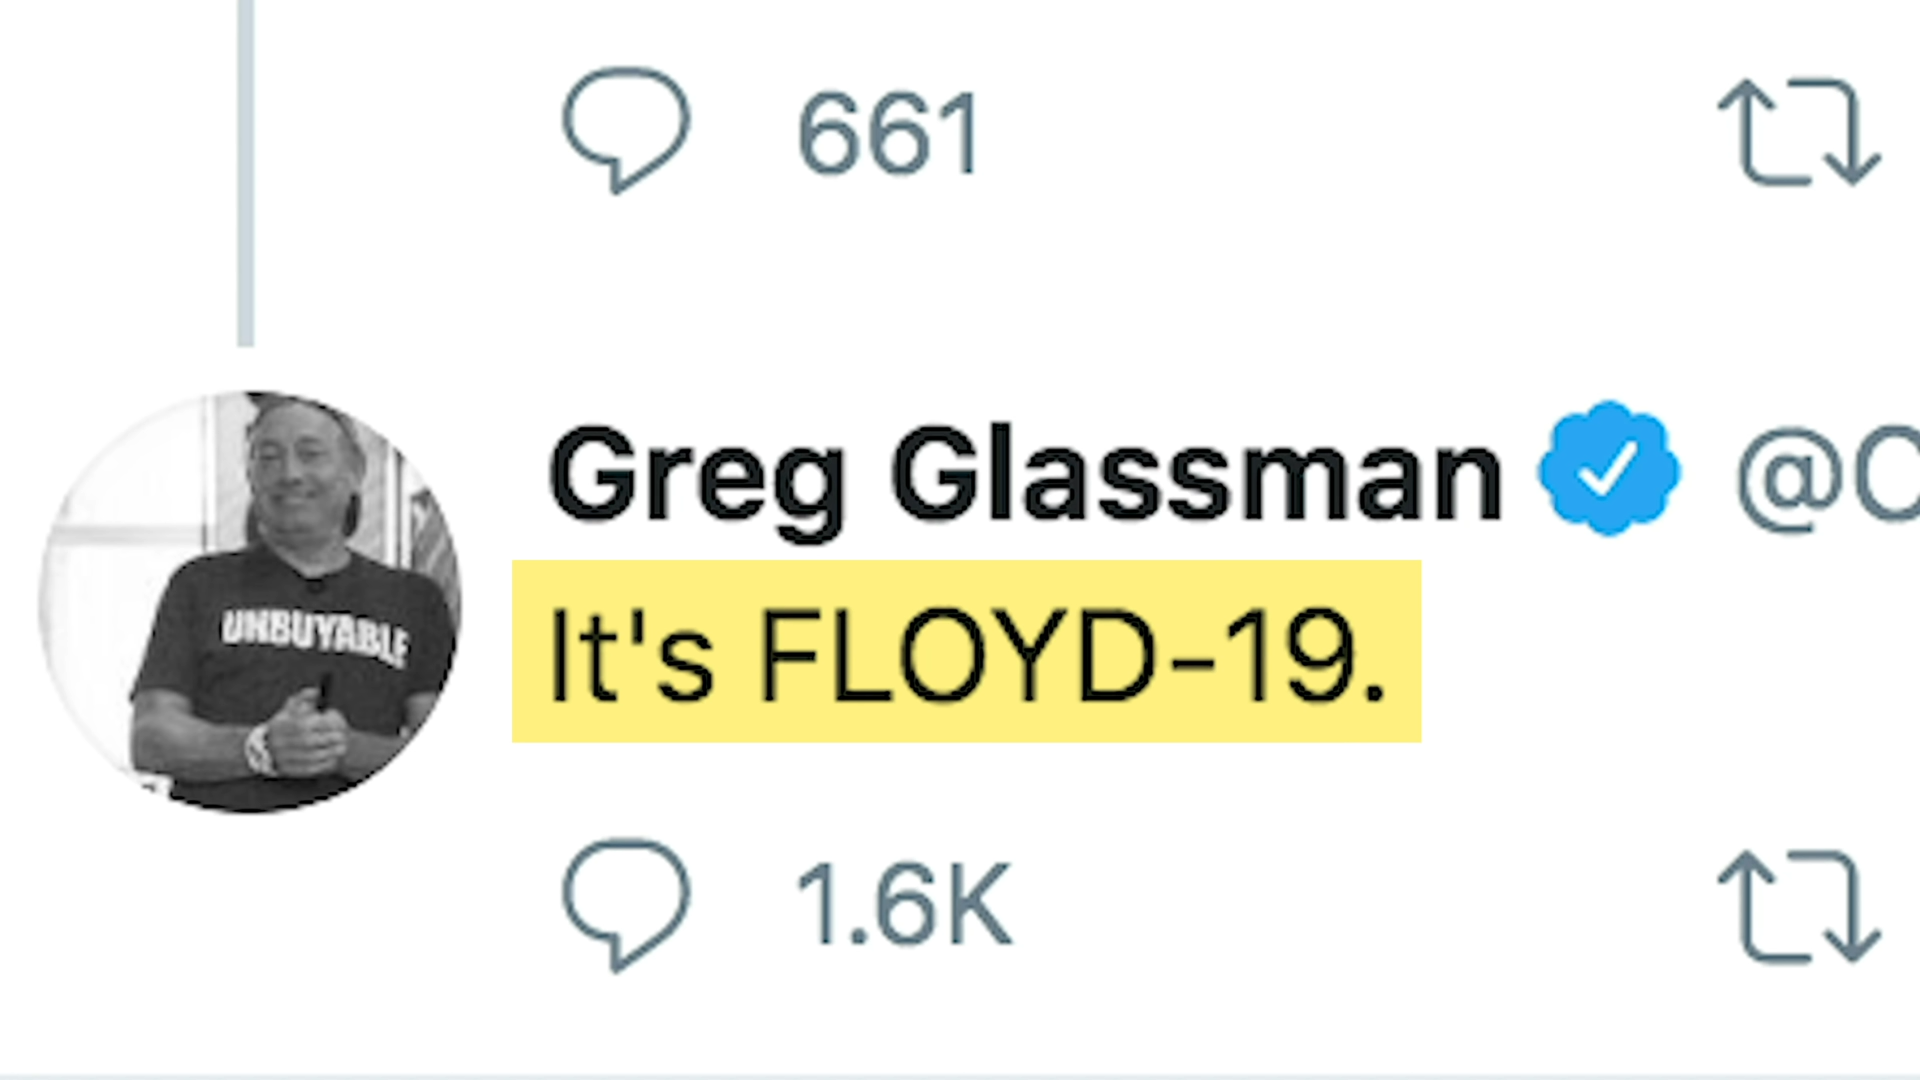 661
Greg Glassman @C
UNBUYABLE
It's FLOYD-19.
1.6K